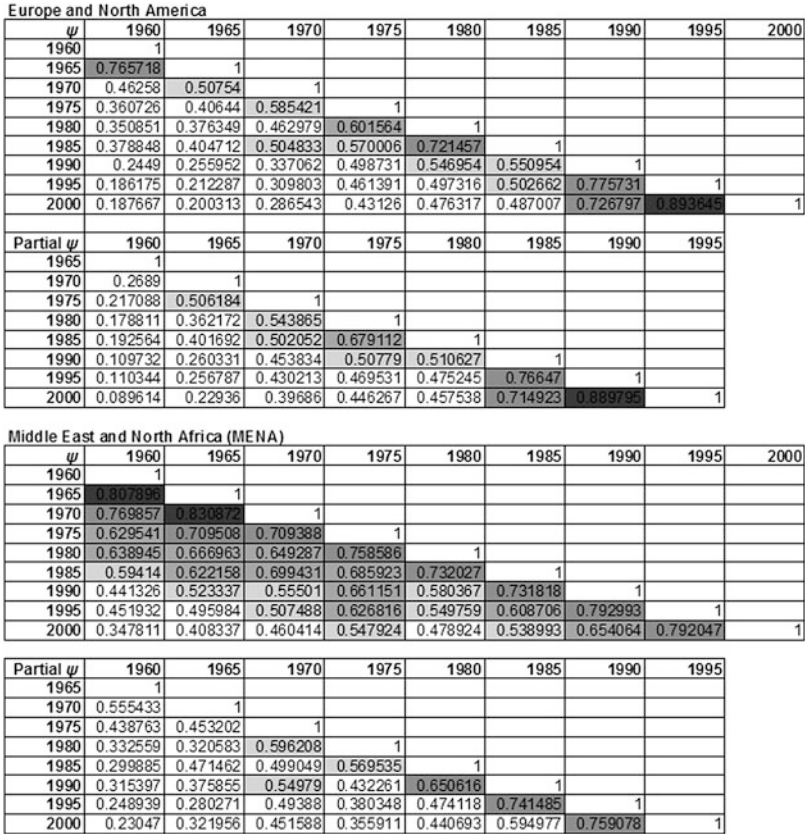 Europe and North America
ψ 1960 1965 1970 1975 1980 1985 1990 1995 2000
1960 1
1965 0.765718 1
1970 0.46258 0.50754 1
1975 0.360726 0.40644 0.585421 1
1980 0.350851 0.376349 0.462979 0.601564 1
1985 0.378848 0.404712 0.504833 0.570006 0.721457 1
1990 0.2449 0.255952 0.337062 0.498731 0.546954 0.550954 1
1995 0.186175 0.212287 0.309803 0.461391 0.497316 0.502662 0.775731 1
2000 0.187667 0.200313 0.286543 0.43126 0.476317 0.487007 0.726797 0.893645 1
Partial ψ 1960 1965 1970 1975 1980 1985 1990 1995
1965 1
1970 0.2689 1
1975 0.217088 0.506184 1
1980 0.178811 0.362172 0.543865 1
1985 0.192564 0.401692 0.502052 0.679112 1
1990 0.109732 0.260331 0.453834 0.50779 0.510627 1
1995 0.110344 0.256787 0.430213 0.469531 0.475245 0.76647 1
2000 0.089614 0.22936 0.39686 0.446267 0.457538 0.714923 0.889795 1
Middle East and North Africa (MENA)
ψ 1960 1965 1970 1975 1980 1985 1990 1995 2000
1960 1
1965 0.807896 1
1970 0.769857 0.830872 1
1975 0.629541 0.709508 0.709388 1
1980 0.638945 0.666963 0.649287 0.758586 1
1985 0.59414 0.622158 0.699431 0.685923 0.732027 1
1990 0.441326 0.523337 0.55501 0.661151 0.580367 0.731818 1
1995 0.451932 0.495984 0.507488 0.626816 0.549759 0.608706 0.792993 1
2000 0.347811 0.408337 0.460414 0.547924 0.478924 0.538993 0.654064 0.792047 1
Partial ψ 1960 1965 1970 1975 1980 1985 1990 1995
1965 1
1970 0.555433 1
1975 0.438763 0.453202 1
1980 0.332559 0.320583 0.596208 1
1985 0.299885 0.471462 0.499049 0.569535 1
1990 0.315397 0.375855 0.54979 0.432261 0.650616 1
1995 0.248939 0.280271 0.49388 0.380348 0.474118 0.741485 1
2000 0.23047 0.321956 0.451588 0.355911 0.440693 0.594977 0.759078 1